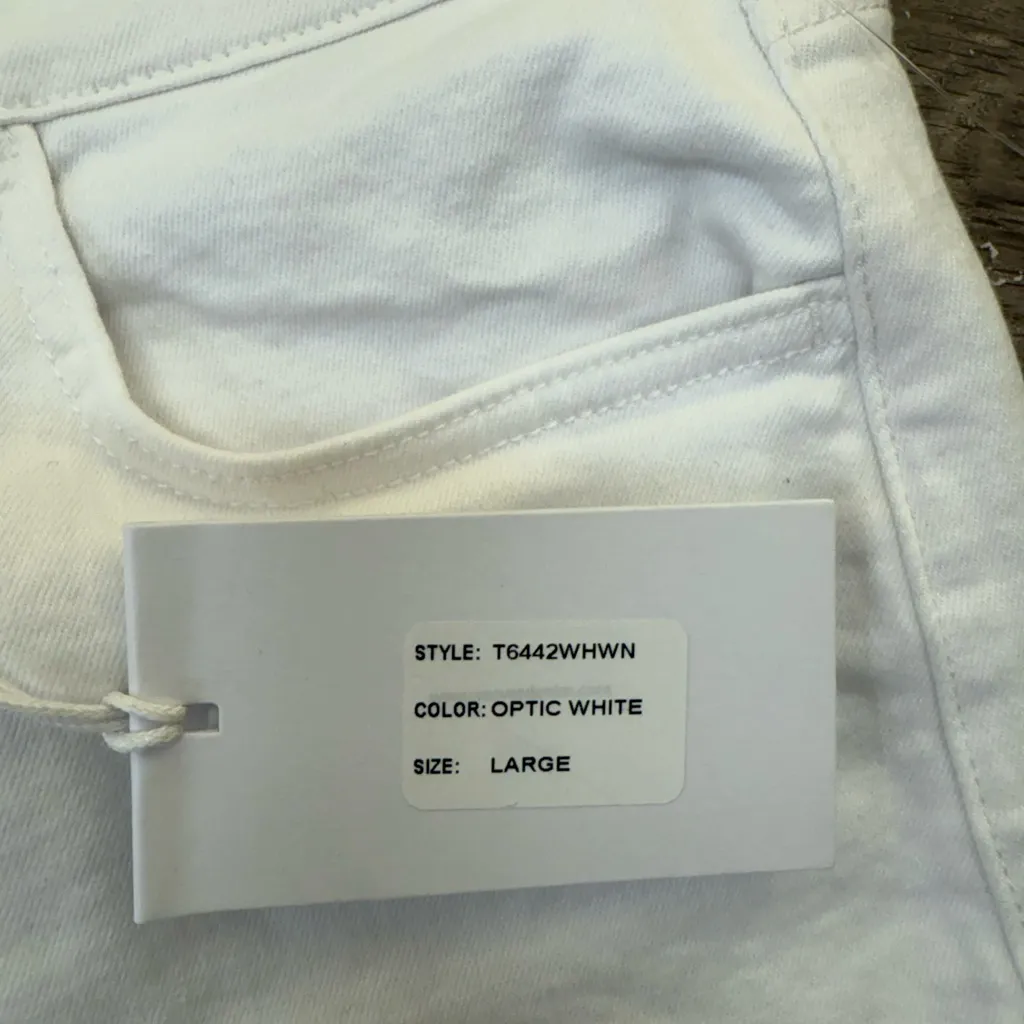 STYLE: T6442WHWN
COLOR: OPTIC WHITE
SIZE: LARGE